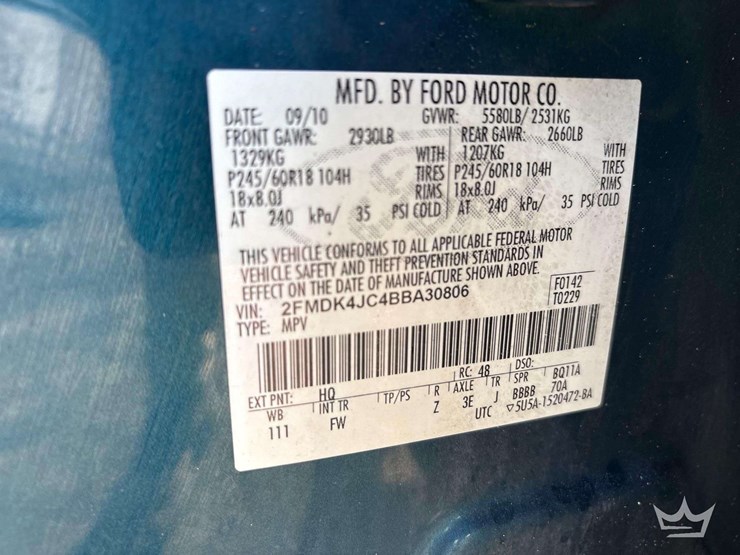 MFD. BY FORD MOTOR CO.
DATE: 09/10 GVWR: 5580LB/ 2531KG
FRONT GAWR: 2930LB REAR GAWR: 2660LB
1329KG WITH 1207KG WITH
P245/60R18 104H TIRES P245/60R18 104H TIRES
18x8.0J RIMS 18x8.0J RIMS
AT 240 kPa/ 35 PSI COLD AT 240 kPa/ 35 PSI COLD
THIS VEHICLE CONFORMS TO ALL APPLICABLE FEDERAL MOTOR
VEHICLE SAFETY AND THEFT PREVENTION STANDARDS IN
EFFECT ON THE DATE OF MANUFACTURE SHOWN ABOVE.
VIN: 2FMDK4JC4BBA30806 F0142
TYPE: MPV T0229
EXT PNT: HQ RC: 48 DSO:
WB INT TR TP/PS R AXLE TR SPR BQ11A
111 FW Z 3E J BBBB 70A
UTC ▽5U5A-1520472-BA